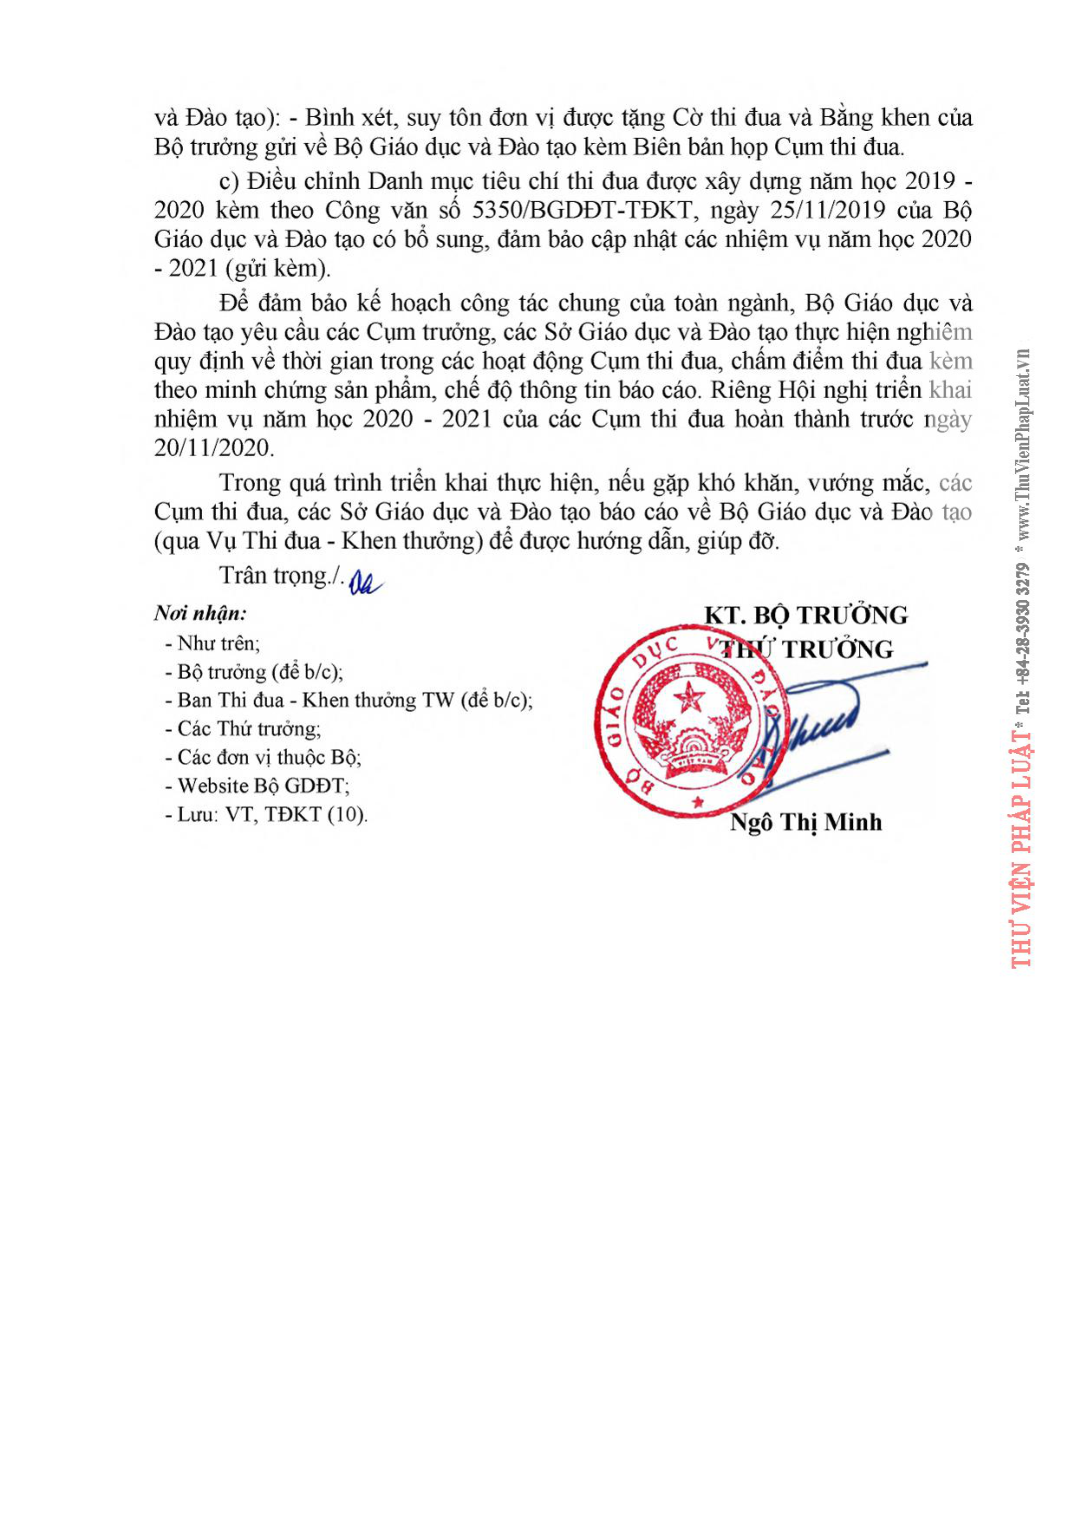 và Đào tạo): - Bình xét, suy tôn đơn vị được tặng Cờ thi đua và Bằng khen của
Bộ trưởng gửi về Bộ Giáo dục và Đào tạo kèm Biên bản họp Cụm thi đua.
c) Điều chỉnh Danh mục tiêu chí thi đua được xây dựng năm học 2019 -
2020 kèm theo Công văn số 5350/BGDĐT-TĐKT, ngày 25/11/2019 của Bộ
Giáo dục và Đào tạo có bổ sung, đảm bảo cập nhật các nhiệm vụ năm học 2020
- 2021 (gửi kèm).
Để đảm bảo kế hoạch công tác chung của toàn ngành, Bộ Giáo dục và
Đào tạo yêu cầu các Cụm trưởng, các Sở Giáo dục và Đào tạo thực hiện nghiêm
quy định về thời gian trong các hoạt động Cụm thi đua, chấm điểm thi đua kèm
theo minh chứng sản phẩm, chế độ thông tin báo cáo. Riêng Hội nghị triển khai
nhiệm vụ năm học 2020 - 2021 của các Cụm thi đua hoàn thành trước ngày
20/11/2020.
Trong quá trình triển khai thực hiện, nếu gặp khó khăn, vướng mắc, các
Cụm thi đua, các Sở Giáo dục và Đào tạo báo cáo về Bộ Giáo dục và Đào tạo
(qua Vụ Thi đua - Khen thưởng) để được hướng dẫn, giúp đỡ.
Trân trọng./.
Nơi nhận:
- Như trên;
- Bộ trưởng (để b/c);
- Ban Thi đua - Khen thưởng TW (để b/c);
- Các Thứ trưởng;
- Các đơn vị thuộc Bộ;
- Website Bộ GDĐT;
- Lưu: VT, TĐKT (10).
KT. BỘ TRƯỞNG
THỨ TRƯỞNG
BỘ GIÁO DỤC VÀ ĐÀO TẠO
VIỆT NAM
Ngô Thị Minh
THƯ VIỆN PHÁP LUẬT * Tel: +84-28-3930 3279 * www.ThuVienPhapLuat.vn